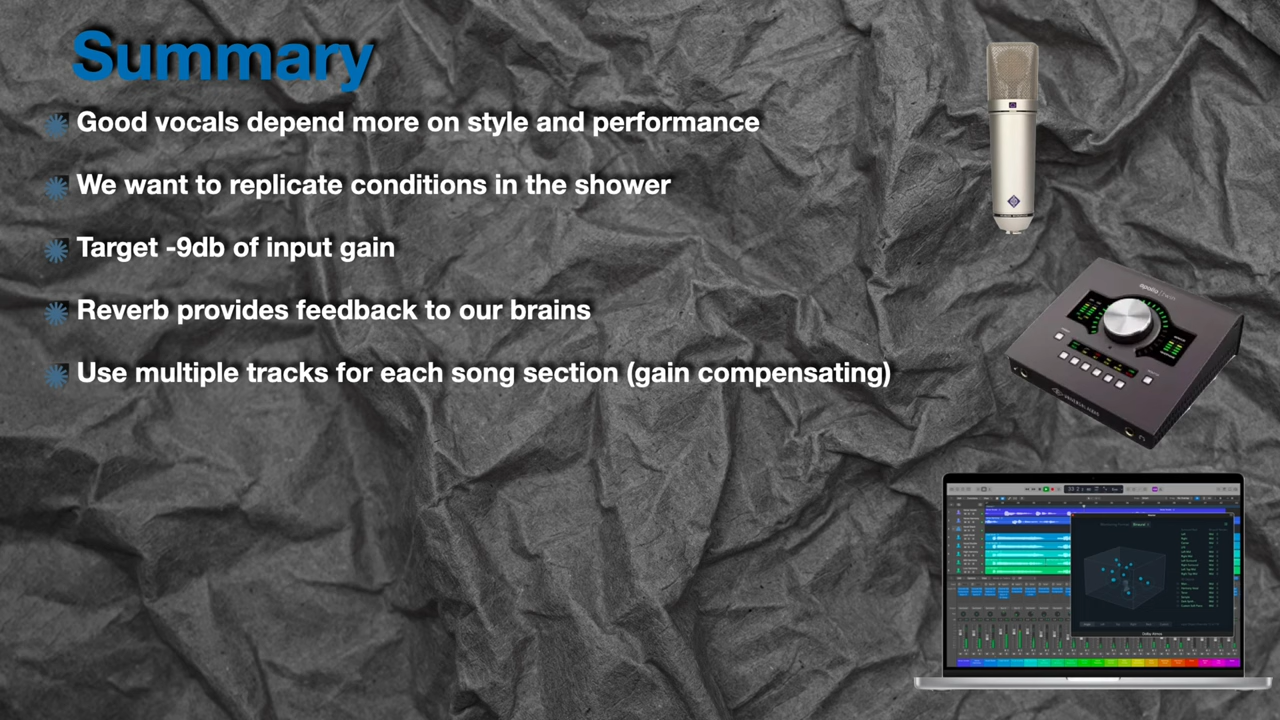 Summary
Good vocals depend more on style and performance
We want to replicate conditions in the shower
Target -9db of input gain
Reverb provides feedback to our brains
Use multiple tracks for each song section (gain compensating)